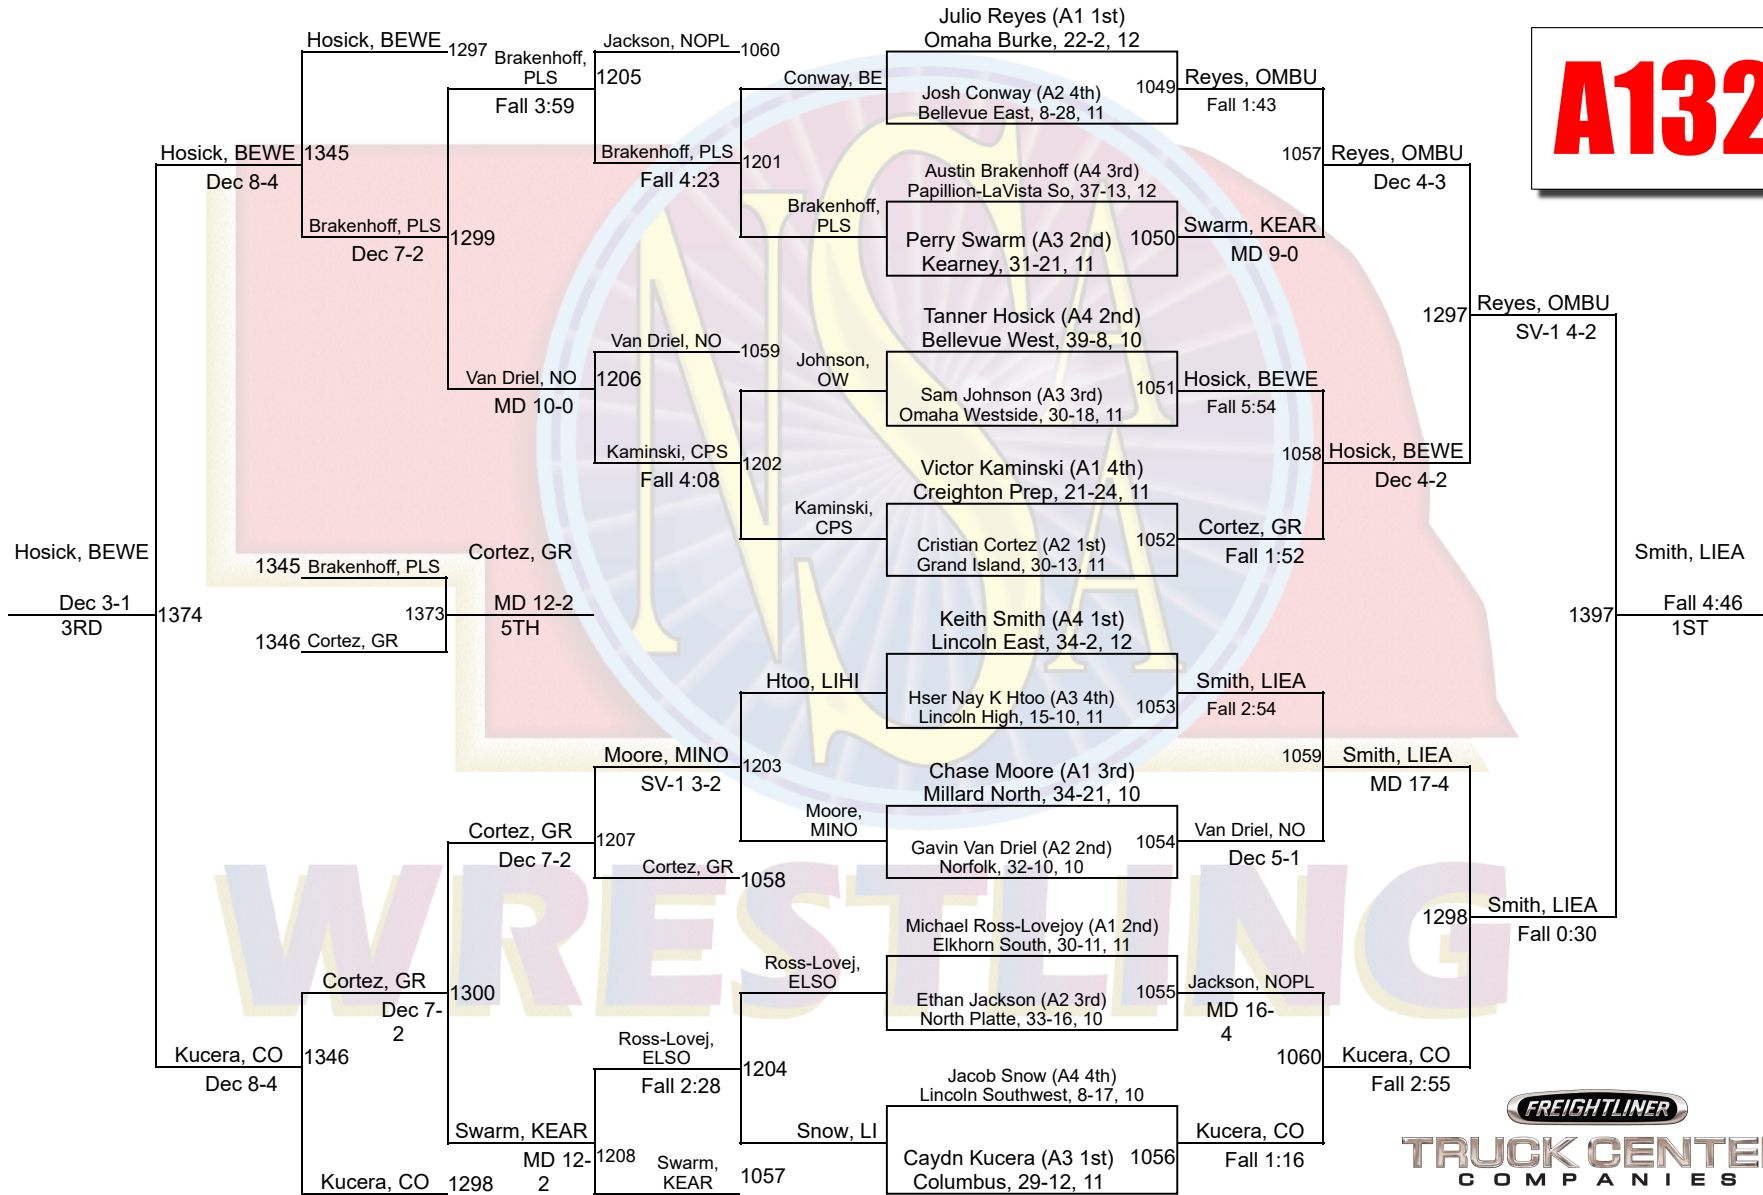 A132
Julio Reyes (A1 1st)
Omaha Burke, 22-2, 12
Josh Conway (A2 4th)
Bellevue East, 8-28, 11
1049
Austin Brakenhoff (A4 3rd)
Papillion-LaVista So, 37-13, 12
Perry Swarm (A3 2nd)
Kearney, 31-21, 11
1050
Tanner Hosick (A4 2nd)
Bellevue West, 39-8, 10
Sam Johnson (A3 3rd)
Omaha Westside, 30-18, 11
1051
Victor Kaminski (A1 4th)
Creighton Prep, 21-24, 11
Cristian Cortez (A2 1st)
Grand Island, 30-13, 11
1052
Keith Smith (A4 1st)
Lincoln East, 34-2, 12
Hser Nay K Htoo (A3 4th)
Lincoln High, 15-10, 11
1053
Chase Moore (A1 3rd)
Millard North, 34-21, 10
Gavin Van Driel (A2 2nd)
Norfolk, 32-10, 10
1054
Michael Ross-Lovejoy (A1 2nd)
Elkhorn South, 30-11, 11
Ethan Jackson (A2 3rd)
North Platte, 33-16, 10
1055
Jacob Snow (A4 4th)
Lincoln Southwest, 8-17, 10
Caydn Kucera (A3 1st)
Columbus, 29-12, 11
1056
Reyes, OMBU
Fall 1:43
Swarm, KEAR
MD 9-0
Hosick, BEWE
Fall 5:54
Cortez, GR
Fall 1:52
Smith, LIEA
Fall 2:54
Van Driel, NO
Dec 5-1
Jackson, NOPL
MD 16-
4
Kucera, CO
Fall 1:16
1057
Reyes, OMBU
Dec 4-3
1058
Hosick, BEWE
Dec 4-2
1059
Smith, LIEA
MD 17-4
1060
Kucera, CO
Fall 2:55
1297
Reyes, OMBU
SV-1 4-2
1298
Smith, LIEA
Fall 0:30
1397
Smith, LIEA
Fall 4:46
1ST
Conway, BE
Brakenhoff,
PLS
Johnson,
OW
Kaminski,
CPS
Htoo, LIHI
Moore,
MINO
Ross-Lovej,
ELSO
Snow, LI
Jackson, NOPL
1060
Brakenhoff, PLS
1201
Fall 4:23
Van Driel, NO
1059
Kaminski, CPS
1202
Fall 4:08
Moore, MINO
1203
SV-1 3-2
Cortez, GR
1058
Ross-Lovej,
ELSO
1204
Fall 2:28
Swarm,
KEAR
1057
Brakenhoff,
PLS
1205
Fall 3:59
Van Driel, NO
1206
MD 10-0
Cortez, GR
1207
Dec 7-2
Swarm, KEAR
1208
MD 12-
2
Hosick, BEWE
1297
Brakenhoff, PLS
1299
Dec 7-2
Cortez, GR
1300
Dec 7-
2
Kucera, CO
1298
Hosick, BEWE
1345
Dec 8-4
Kucera, CO
1346
Dec 8-4
Hosick, BEWE
Dec 3-1
1374
3RD
1345
Brakenhoff, PLS
1346
Cortez, GR
1373
Cortez, GR
MD 12-2
5TH
NSAA
WRESTLING
FREIGHTLINER
TRUCK CENTE
COMPANIES